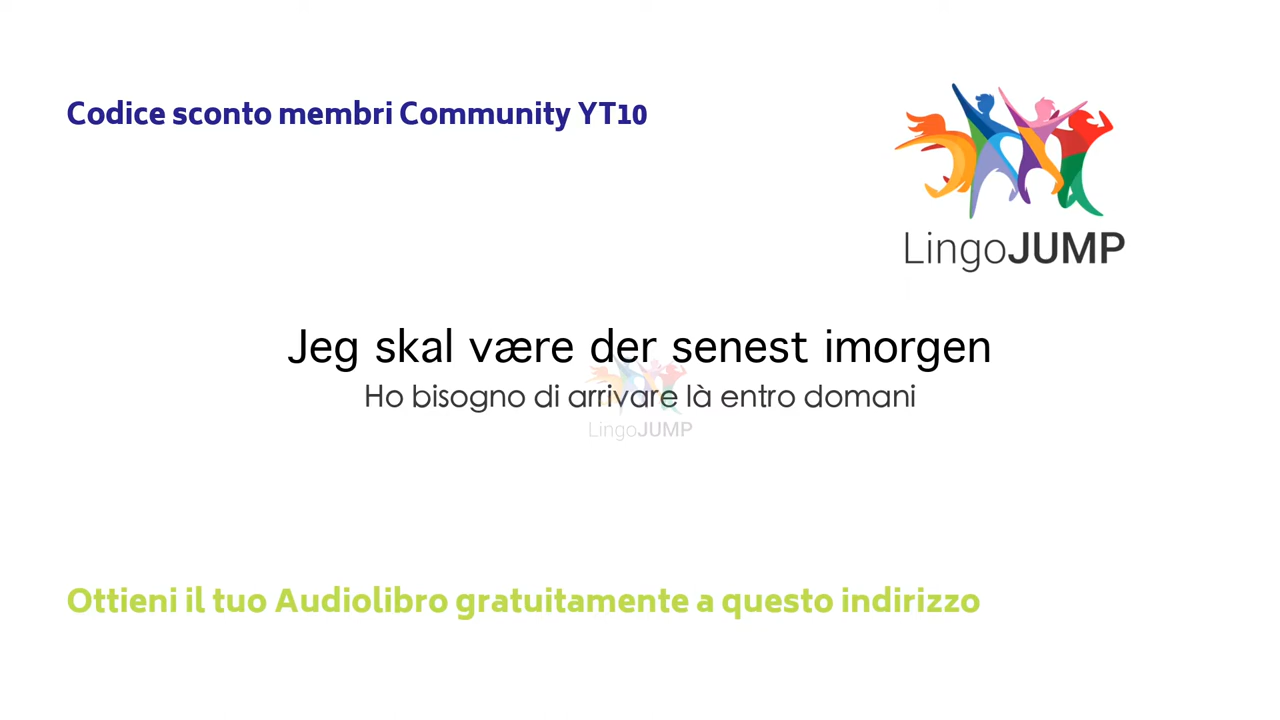 Codice sconto membri Community YT10
LingoJUMP
Jeg skal være der senest imorgen
Ho bisogno di arrivare là entro domani
LingoJUMP
Ottieni il tuo Audiolibro gratuitamente a questo indirizzo